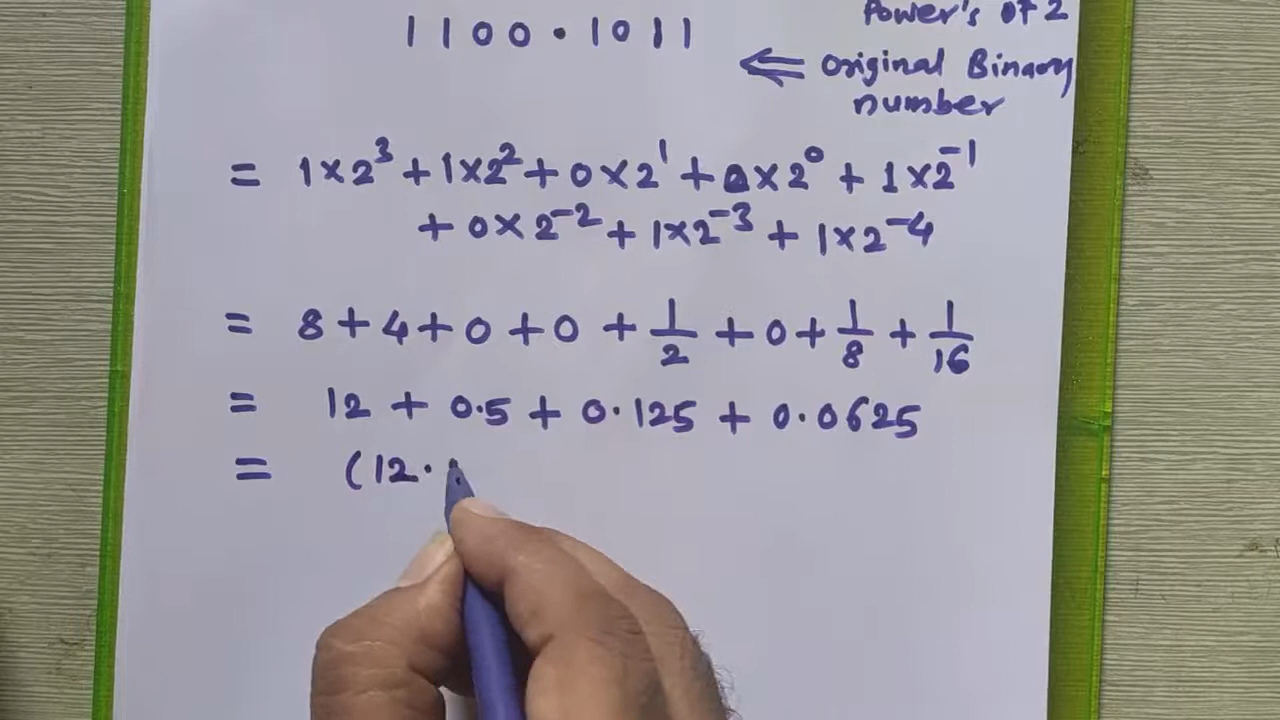 Power's of 2
1100.1011
⇐ Original Binary
number
= 1×2³ + 1×2² + 0×2¹ + 0×2⁰ + 1×2⁻¹
+ 0×2⁻² + 1×2⁻³ + 1×2⁻⁴
= 8 + 4 + 0 + 0 + 1/2 + 0 + 1/8 + 1/16
= 12 + 0.5 + 0.125 + 0.0625
= (12.